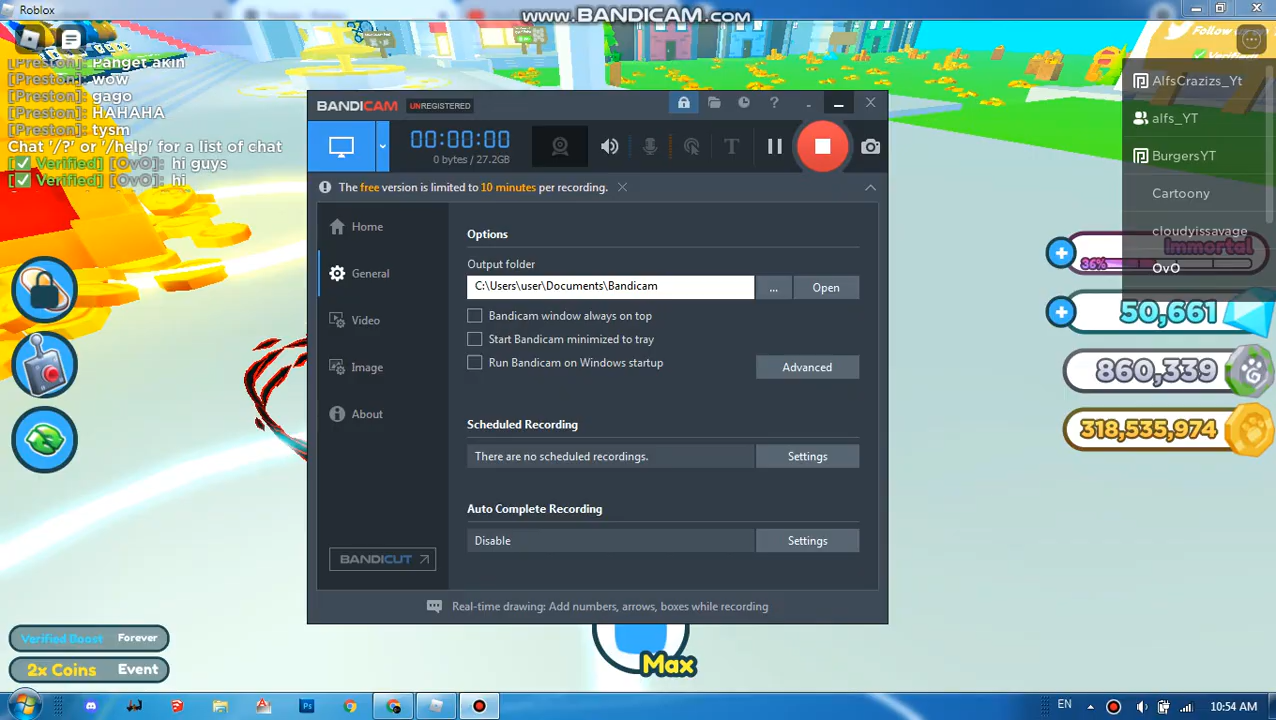 Roblox
www.BANDICAM.com
[Preston]: Panget akin
[Preston]: wow
[Preston]: gago
[Preston]: HAHAHA
[Preston]: tysm
Chat '/?' or '/help' for a list of chat
[✅ Verified] [OvO]: hi guys
[✅ Verified] [OvO]: hi
BANDICAM UNREGISTERED
00:00:00
0 bytes / 27.2GB
The free version is limited to 10 minutes per recording.
Home
General
Video
Image
About
BANDICUT
Options
Output folder
C:\Users\user\Documents\Bandicam
... Open
Bandicam window always on top
Start Bandicam minimized to tray
Run Bandicam on Windows startup
Advanced
Scheduled Recording
There are no scheduled recordings. Settings
Auto Complete Recording
Disable Settings
Real-time drawing: Add numbers, arrows, boxes while recording
Follow
AlfsCrazizs_Yt
alfs_YT
BurgersYT
Cartoony
cloudyissavage
OvO
Immortal
36%
50,661
860,339
318,535,974
Verified Boost Forever
2x Coins Event
Max
EN
10:54 AM